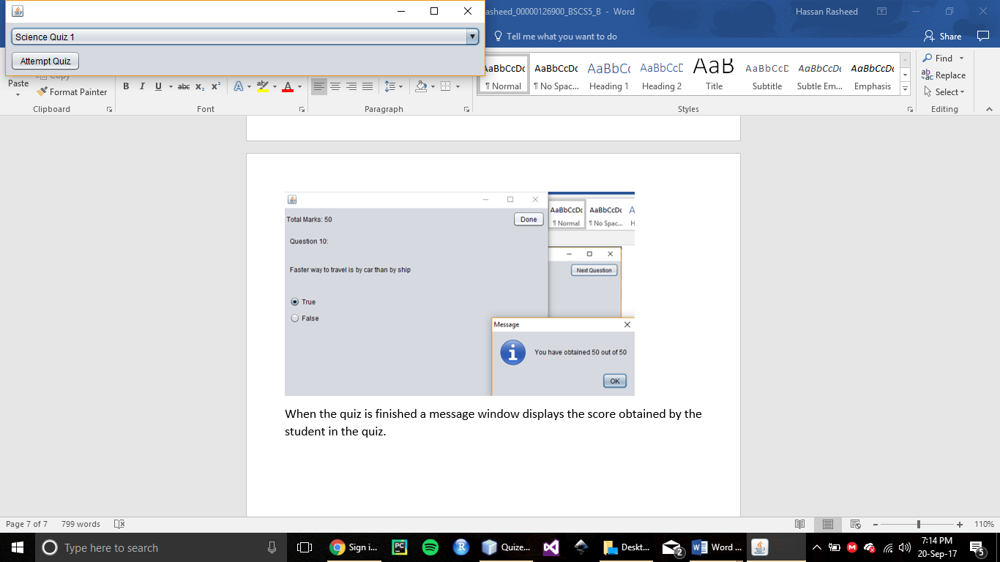 asheed_00000126900_BSCS5_B - Word
Hassan Rasheed
Science Quiz 1
Tell me what you want to do
Share
Attempt Quiz
Paste
Copy
Format Painter
B I U abc x₂ x²
A aby A
AaBbCcDc AaBbCcDc AaBbCc AaBbCcD AaB AaBbCcD AaBbCcDc AaBbCcDc
¶ Normal ¶ No Spac... Heading 1 Heading 2 Title Subtitle Subtle Em... Emphasis
Find
Replace
Select
Clipboard Font Paragraph Styles Editing
AaBbCcDc AaBbCcDc A
¶ Normal ¶ No Spac... H
Total Marks: 50
Done
Question 10:
Next Question
Faster way to travel is by car than by ship
True
False
Message
You have obtained 50 out of 50
OK
When the quiz is finished a message window displays the score obtained by the
student in the quiz.
Page 7 of 7 799 words
110%
Type here to search
Sign i...
PC
R
Quize...
Deskt...
2
Word ...
7:14 PM
20-Sep-17
5